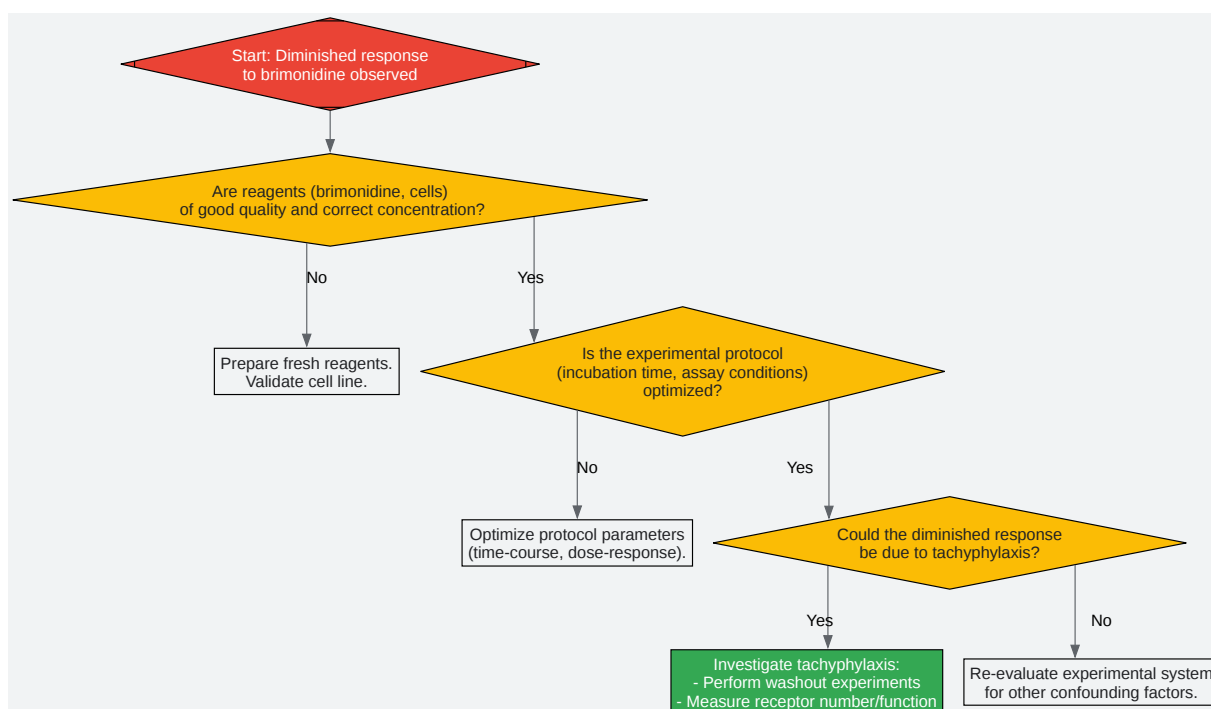 Start: Diminished response
to brimonidine observed
Are reagents (brimonidine, cells)
of good quality and correct concentration?
No
Yes
Prepare fresh reagents.
Validate cell line.
Is the experimental protocol
(incubation time, assay conditions)
optimized?
No
Yes
Optimize protocol parameters
(time-course, dose-response).
Could the diminished response
be due to tachyphylaxis?
Yes
No
Investigate tachyphylaxis:
- Perform washout experiments
- Measure receptor number/function
Re-evaluate experimental system
for other confounding factors.